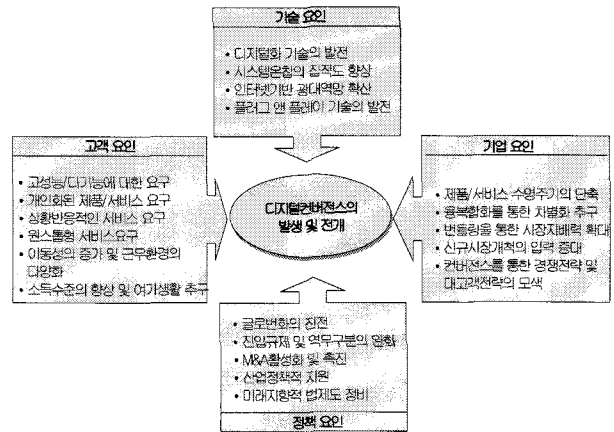 기술 요인
• 디지털화 기술의 발전
• 시스템온칩의 집적도 향상
• 인터넷기반 광대역망 확산
• 플러그 앤 플레이 기술의 발전
고객 요인
• 고성능/다기능에 대한 요구
• 개인화된 제품/서비스 요구
• 상황반응적인 서비스 요구
• 원스톱형 서비스요구
• 이동성의 증가 및 근무환경의
다양화
• 소득수준의 향상 및 여가생활 추구
디지털컨버전스의
발생 및 전개
기업 요인
• 제품/서비스 수명주기의 단축
• 융복합화를 통한 차별화 추구
• 번들링을 통한 시장지배력 확대
• 신규시장개척의 압력 증대
• 컨버전스를 통한 경쟁전략 및
대고객전략의 모색
• 글로벌화의 진전
• 진입규제 및 역무구분의 완화
• M&A활성화 및 촉진
• 산업정책적 지원
• 미래지향적 법제도 정비
정책 요인